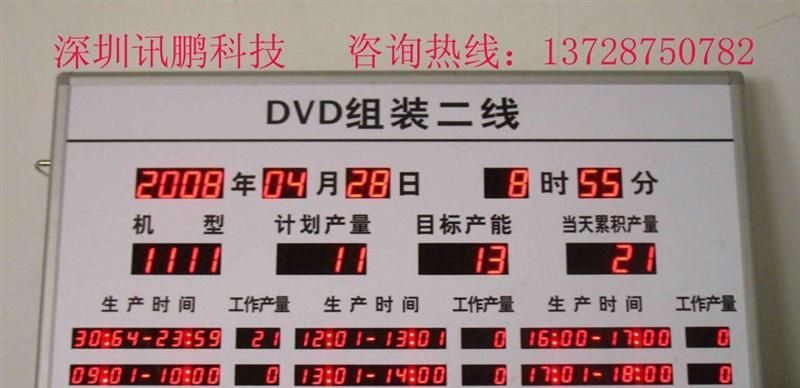 深圳讯鹏科技 咨询热线：13728750782
DVD组装二线
2008年04月28日 8时55分
机 型 计划产量 目标产能 当天累积产量
1111 11 13 21
生产时间 工作产量 生产时间 工作产量 生产时间 工作产量
30:64-23:59 21 12:01-13:01 0 16:00-17:00 0
09:01-10:00 0 13:01-14:00 0 17:01-18:00 0